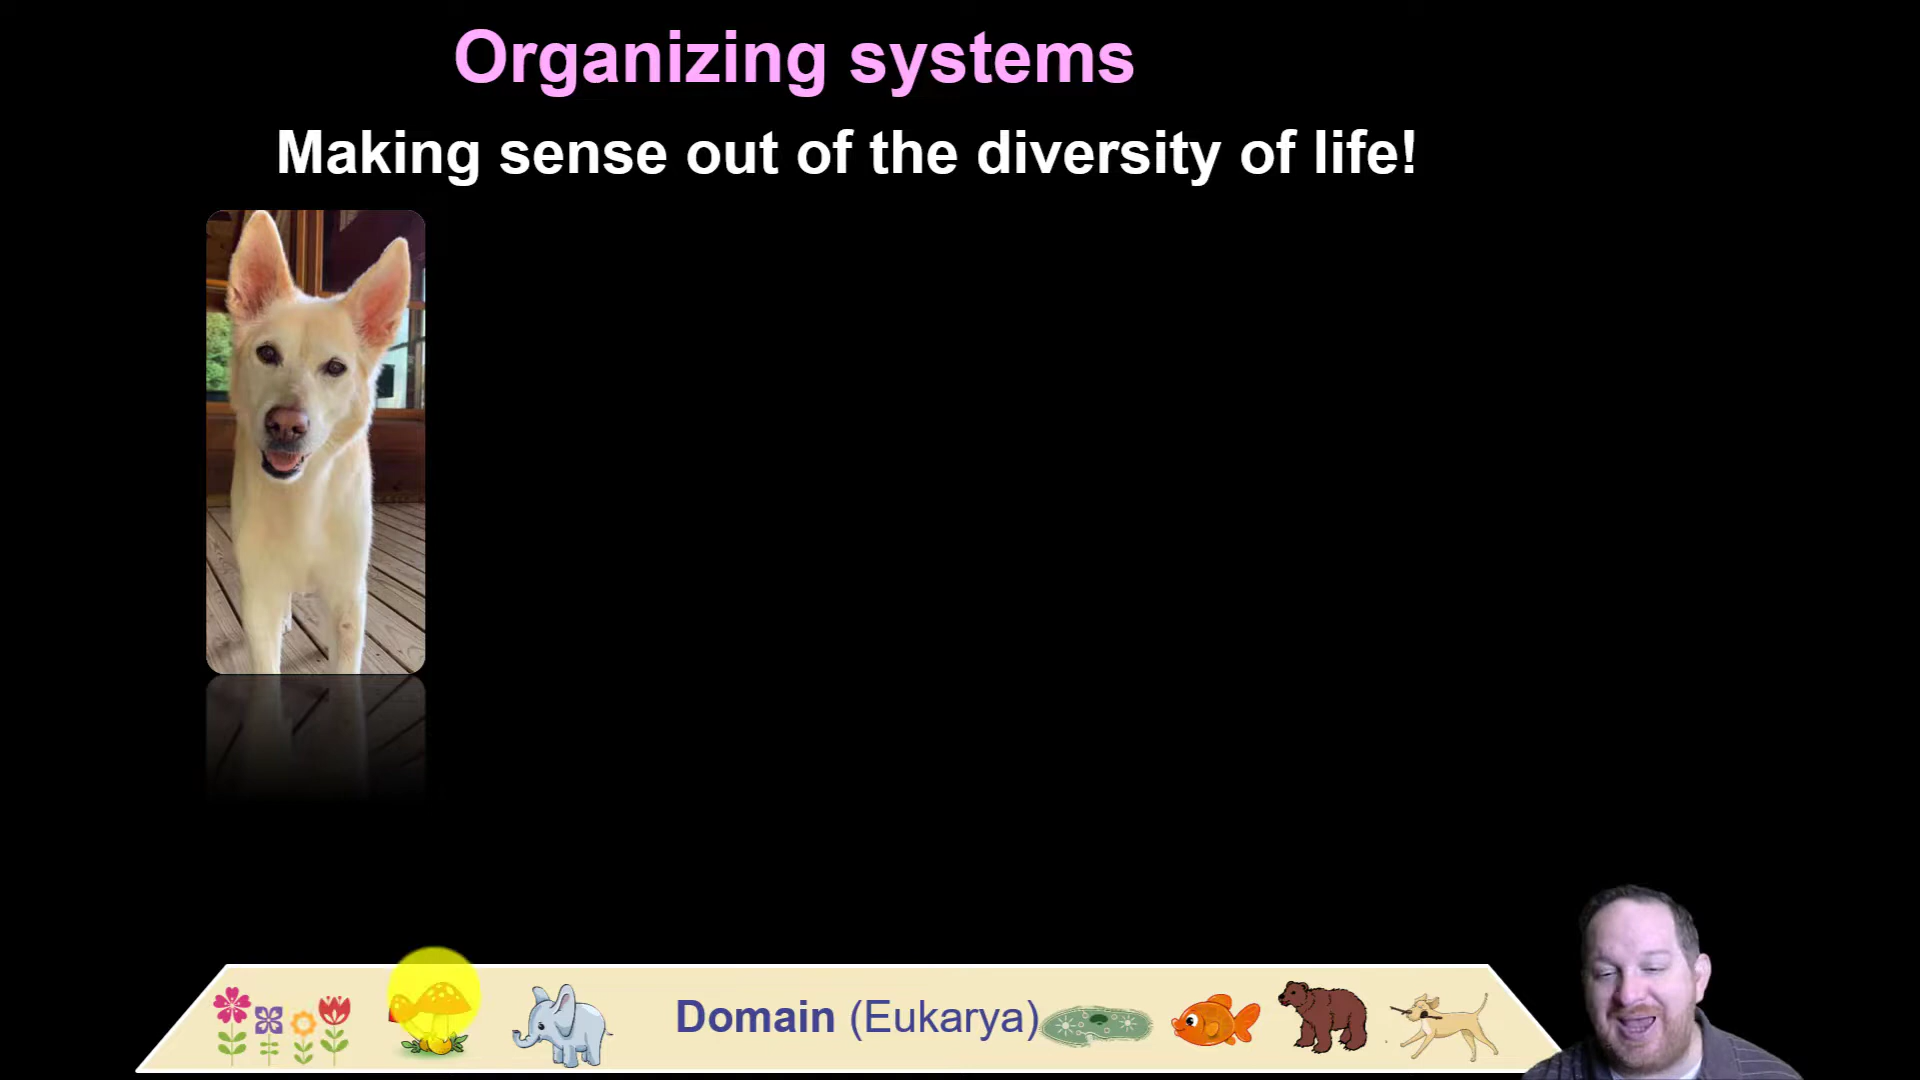 Organizing systems
Making sense out of the diversity of life!
Domain (Eukarya)